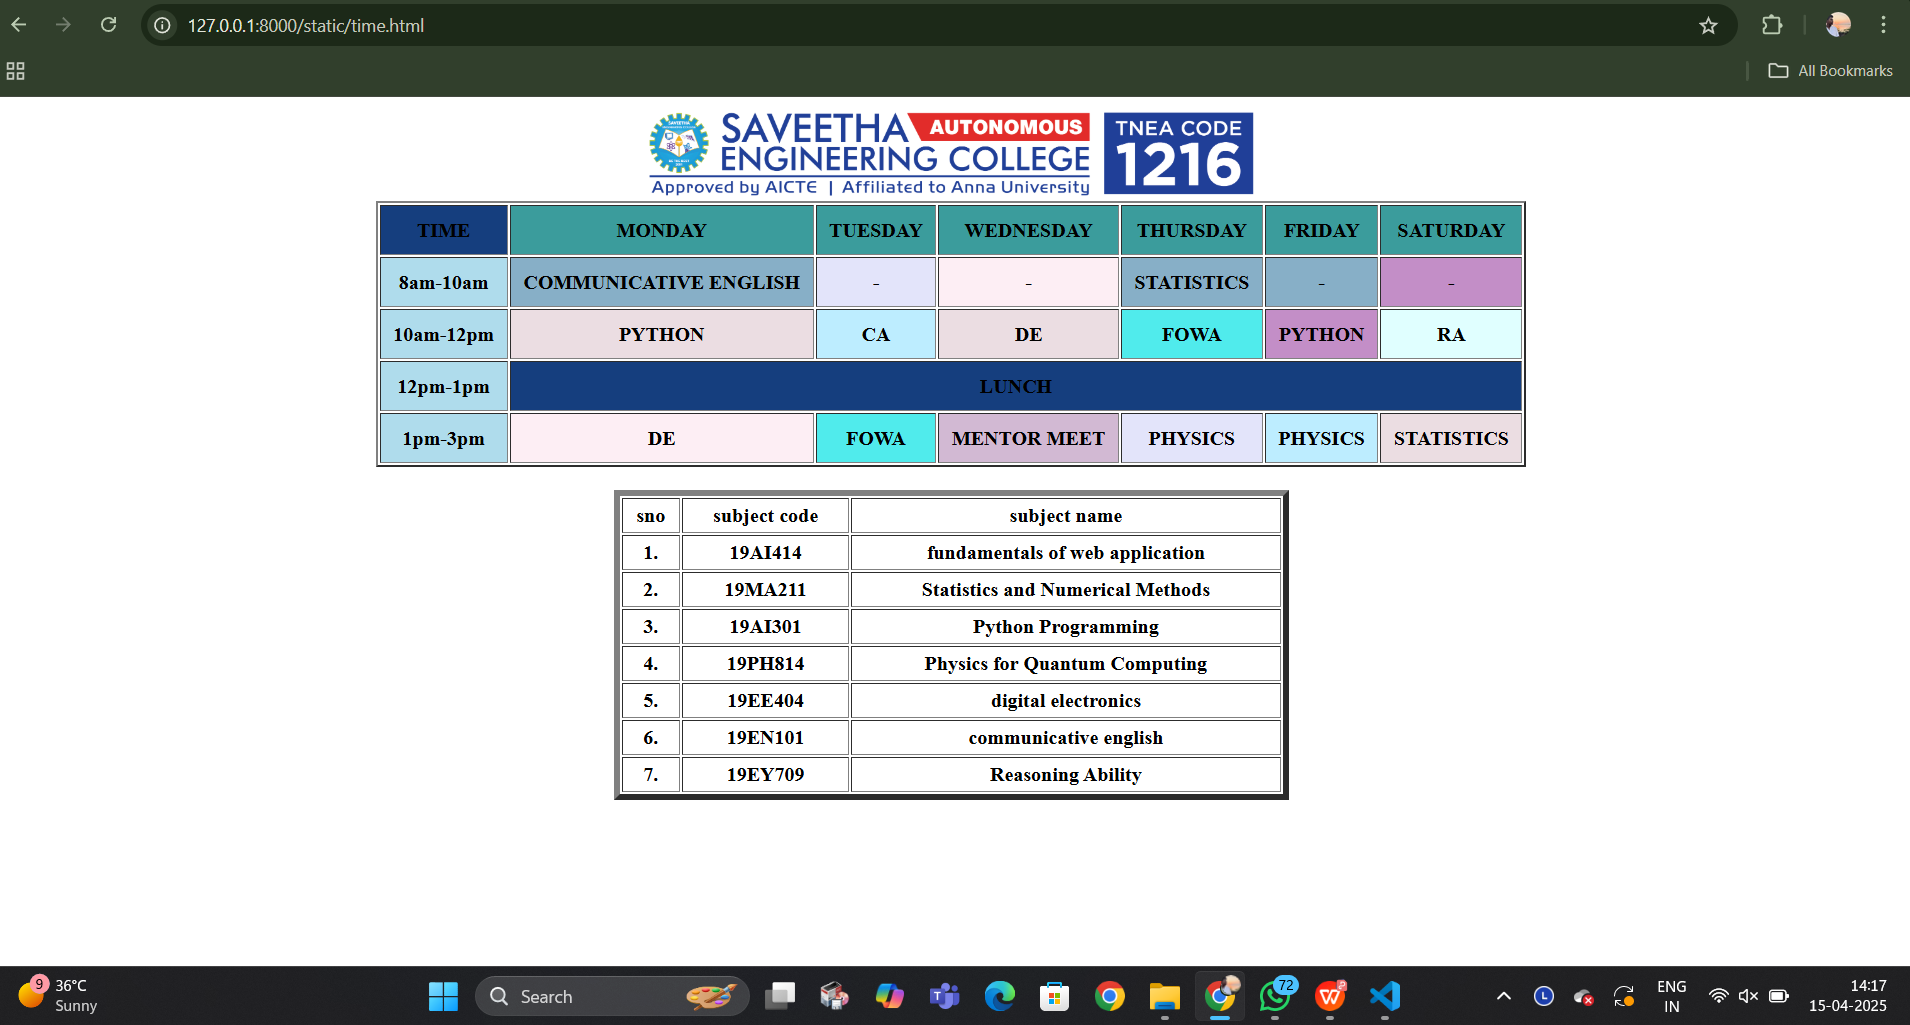 127.0.0.1:8000/static/time.html
All Bookmarks
SAVEETHA AUTONOMOUS
ENGINEERING COLLEGE
Approved by AICTE | Affiliated to Anna University
TNEA CODE
1216
TIME MONDAY TUESDAY WEDNESDAY THURSDAY FRIDAY SATURDAY
8am-10am COMMUNICATIVE ENGLISH - - STATISTICS - -
10am-12pm PYTHON CA DE FOWA PYTHON RA
12pm-1pm LUNCH
1pm-3pm DE FOWA MENTOR MEET PHYSICS PHYSICS STATISTICS
sno subject code subject name
1. 19AI414 fundamentals of web application
2. 19MA211 Statistics and Numerical Methods
3. 19AI301 Python Programming
4. 19PH814 Physics for Quantum Computing
5. 19EE404 digital electronics
6. 19EN101 communicative english
7. 19EY709 Reasoning Ability
9
36°C
Sunny
Search
72
L
ENG
IN
14:17
15-04-2025